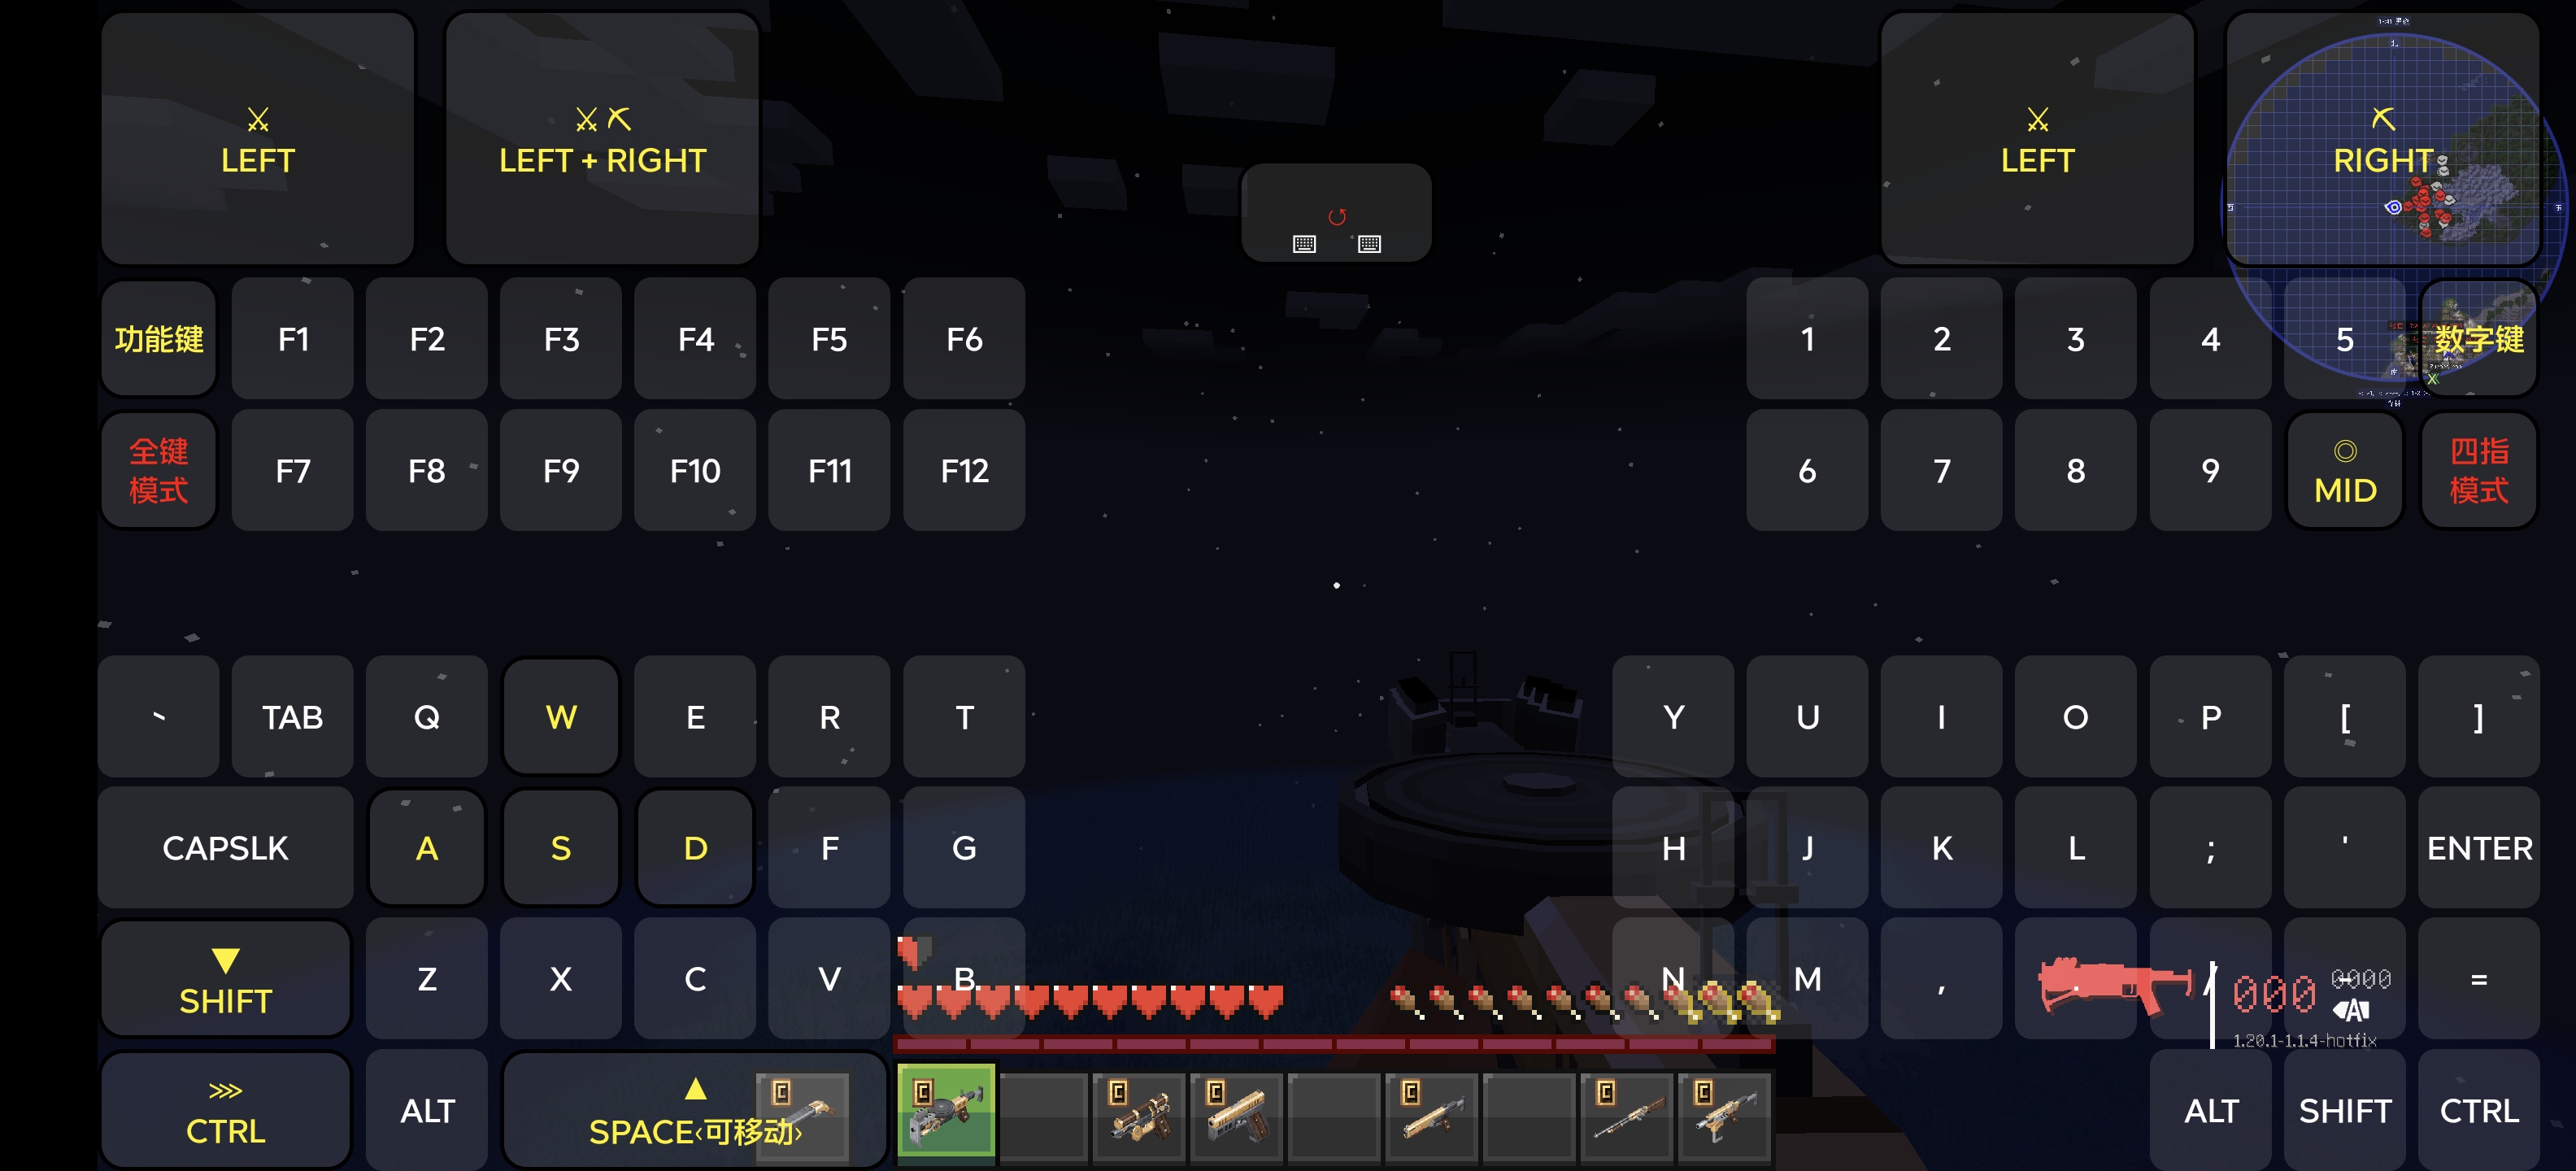 LEFT
LEFT + RIGHT
LEFT
RIGHT
功能键
F1
F2
F3
F4
F5
F6
1
2
3
4
5
数字键
全键
模式
F7
F8
F9
F10
F11
F12
6
7
8
9
MID
四指
模式
`
TAB
Q
W
E
R
T
Y
U
I
O
P
[
]
CAPSLK
A
S
D
F
G
H
J
K
L
;
'
ENTER
SHIFT
Z
X
C
V
B
N
M
,
.
/
-
=
000
0000
A
1.20.1-1.1.4-hotfix
CTRL
ALT
SPACE‹可移动›
ALT
SHIFT
CTRL